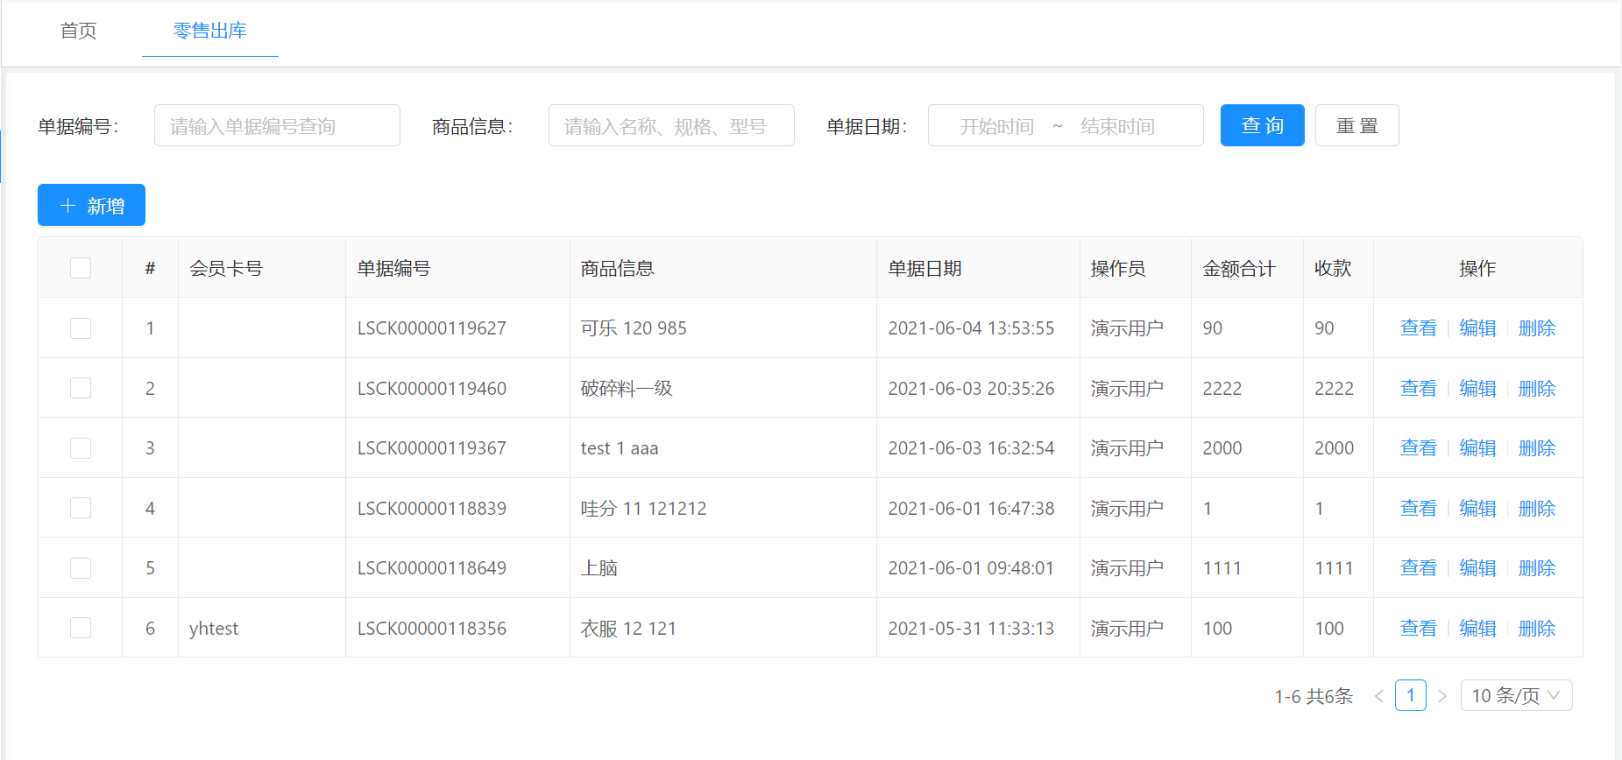 首页 零售出库
单据编号: 请输入单据编号查询 商品信息: 请输入名称、规格、型号 单据日期: 开始时间 ~ 结束时间 查 询 重 置
+ 新增
# 会员卡号 单据编号 商品信息 单据日期 操作员 金额合计 收款 操作
1 LSCK00000119627 可乐 120 985 2021-06-04 13:53:55 演示用户 90 90 查看 编辑 删除
2 LSCK00000119460 破碎料一级 2021-06-03 20:35:26 演示用户 2222 2222 查看 编辑 删除
3 LSCK00000119367 test 1 aaa 2021-06-03 16:32:54 演示用户 2000 2000 查看 编辑 删除
4 LSCK00000118839 哇分 11 121212 2021-06-01 16:47:38 演示用户 1 1 查看 编辑 删除
5 LSCK00000118649 上脑 2021-06-01 09:48:01 演示用户 1111 1111 查看 编辑 删除
6 yhtest LSCK00000118356 衣服 12 121 2021-05-31 11:33:13 演示用户 100 100 查看 编辑 删除
1-6 共6条 < 1 > 10 条/页